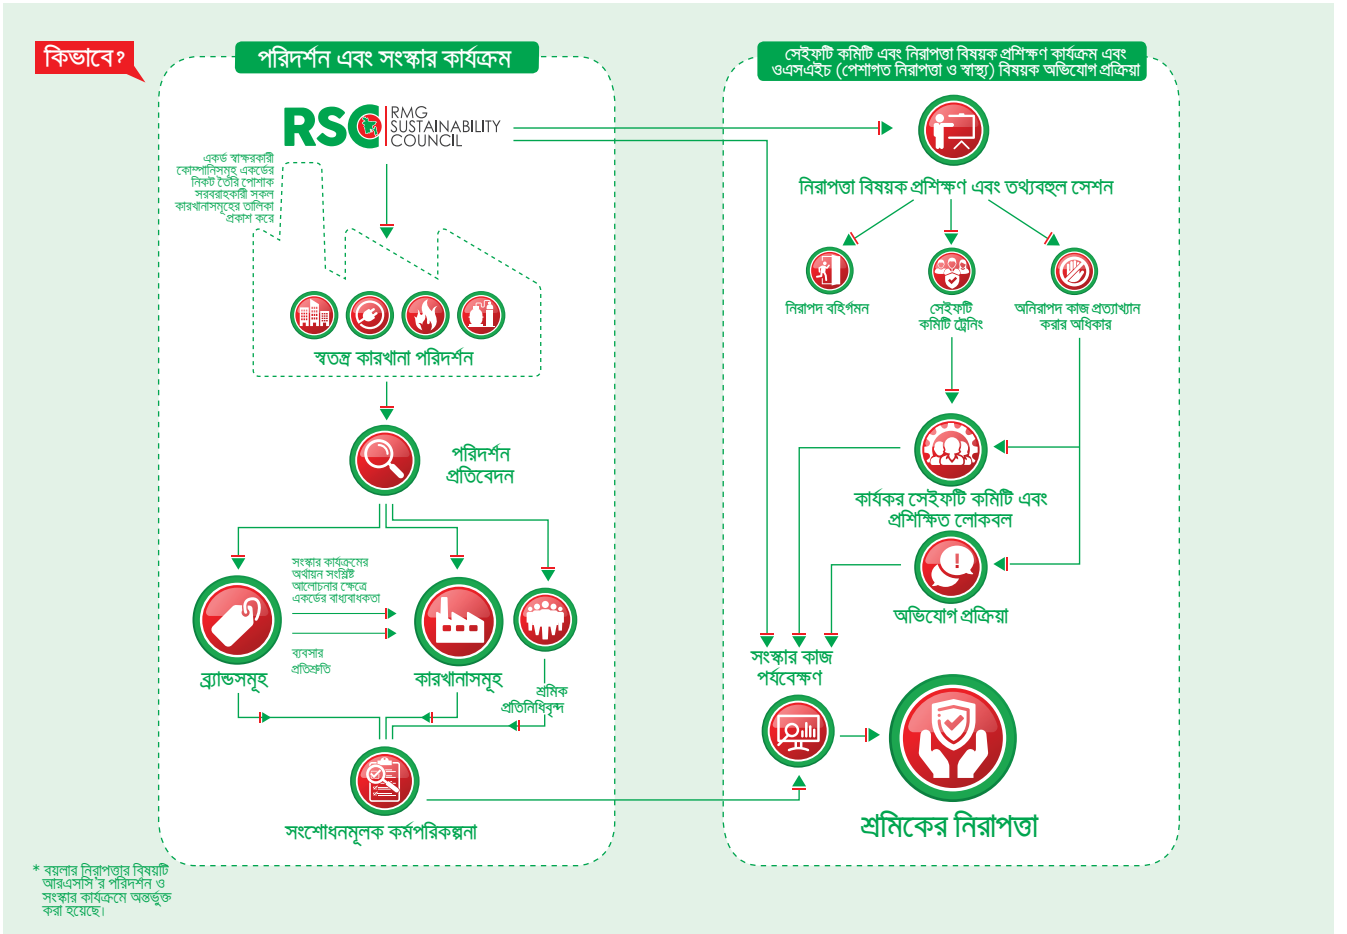 কিভাবে?
পরিদর্শন এবং সংস্কার কার্যক্রম
RSC
RMG
SUSTAINABILITY
COUNCIL
একর্ড স্বাক্ষরকারী
কোম্পানিসমূহ একর্ডের
নিকট তৈরি পোশাক
সরবরাহকারী সকল
কারখানাসমূহের তালিকা
প্রকাশ করে
স্বতন্ত্র কারখানা পরিদর্শন
পরিদর্শন
প্রতিবেদন
সংস্কার কার্যক্রমের
অর্থায়ন সংশ্লিষ্ট
আলোচনার ক্ষেত্রে
একর্ডের বাধ্যবাধকতা
ব্যবসার
প্রতিশ্রুতি
ব্র্যান্ডসমূহ
কারখানাসমূহ
শ্রমিক
প্রতিনিধিবৃন্দ
সংশোধনমূলক কর্মপরিকল্পনা
* বয়লার নিরাপত্তার বিষয়টি
আরএসসি'র পরিদর্শন ও
সংস্কার কার্যক্রমে অন্তর্ভুক্ত
করা হয়েছে।
সেইফটি কমিটি এবং নিরাপত্তা বিষয়ক প্রশিক্ষণ কার্যক্রম এবং
ওএসএইচ (পেশাগত নিরাপত্তা ও স্বাস্থ্য) বিষয়ক অভিযোগ প্রক্রিয়া
নিরাপত্তা বিষয়ক প্রশিক্ষণ এবং তথ্যবহুল সেশন
নিরাপদ বহির্গমন
সেইফটি
কমিটি ট্রেনিং
অনিরাপদ কাজ প্রত্যাখ্যান
করার অধিকার
কার্যকর সেইফটি কমিটি এবং
প্রশিক্ষিত লোকবল
অভিযোগ প্রক্রিয়া
সংস্কার কাজ
পর্যবেক্ষণ
শ্রমিকের নিরাপত্তা